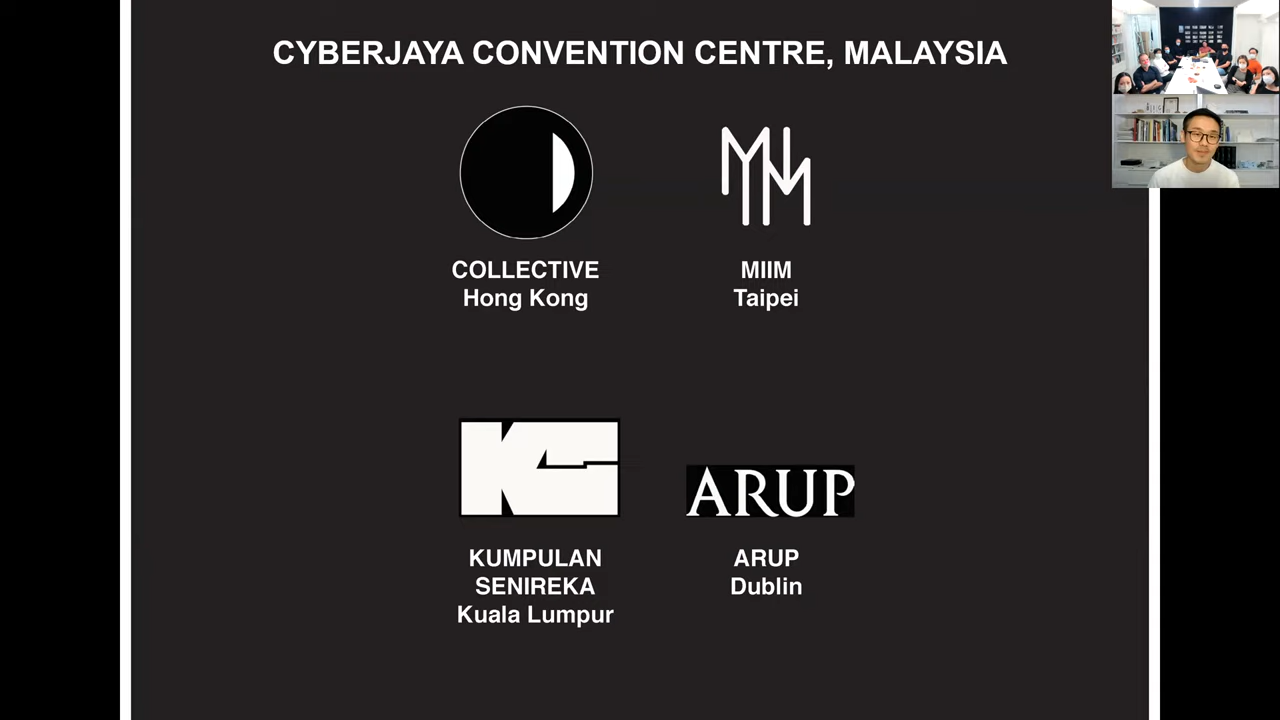 CYBERJAYA CONVENTION CENTRE, MALAYSIA
COLLECTIVE
Hong Kong
MIIM
Taipei
KUMPULAN
SENIREKA
Kuala Lumpur
ARUP
ARUP
Dublin